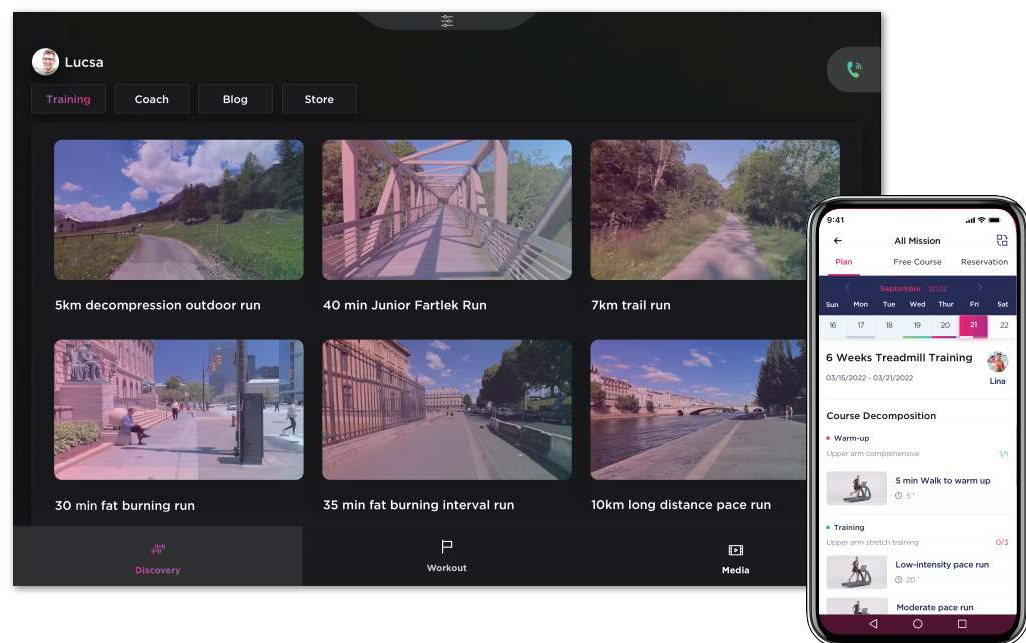 Lucsa
Training Coach Blog Store
5km decompression outdoor run
40 min Junior Fartlek Run
7km trail run
30 min fat burning run
35 min fat burning interval run
10km long distance pace run
Discovery
Workout
Media
9:41
All Mission
Plan Free Course Reservation
September 2022
Sun Mon Tue Wed Thur Fri Sat
16 17 18 19 20 21 22
6 Weeks Treadmill Training
03/15/2022 - 03/21/2022
Lina
Course Decomposition
Warm-up
Upper arm comprehensive 1/1
5 min Walk to warm up
5 '
Training
Upper arm stretch training 0/3
Low-intensity pace run
20 '
Moderate pace run